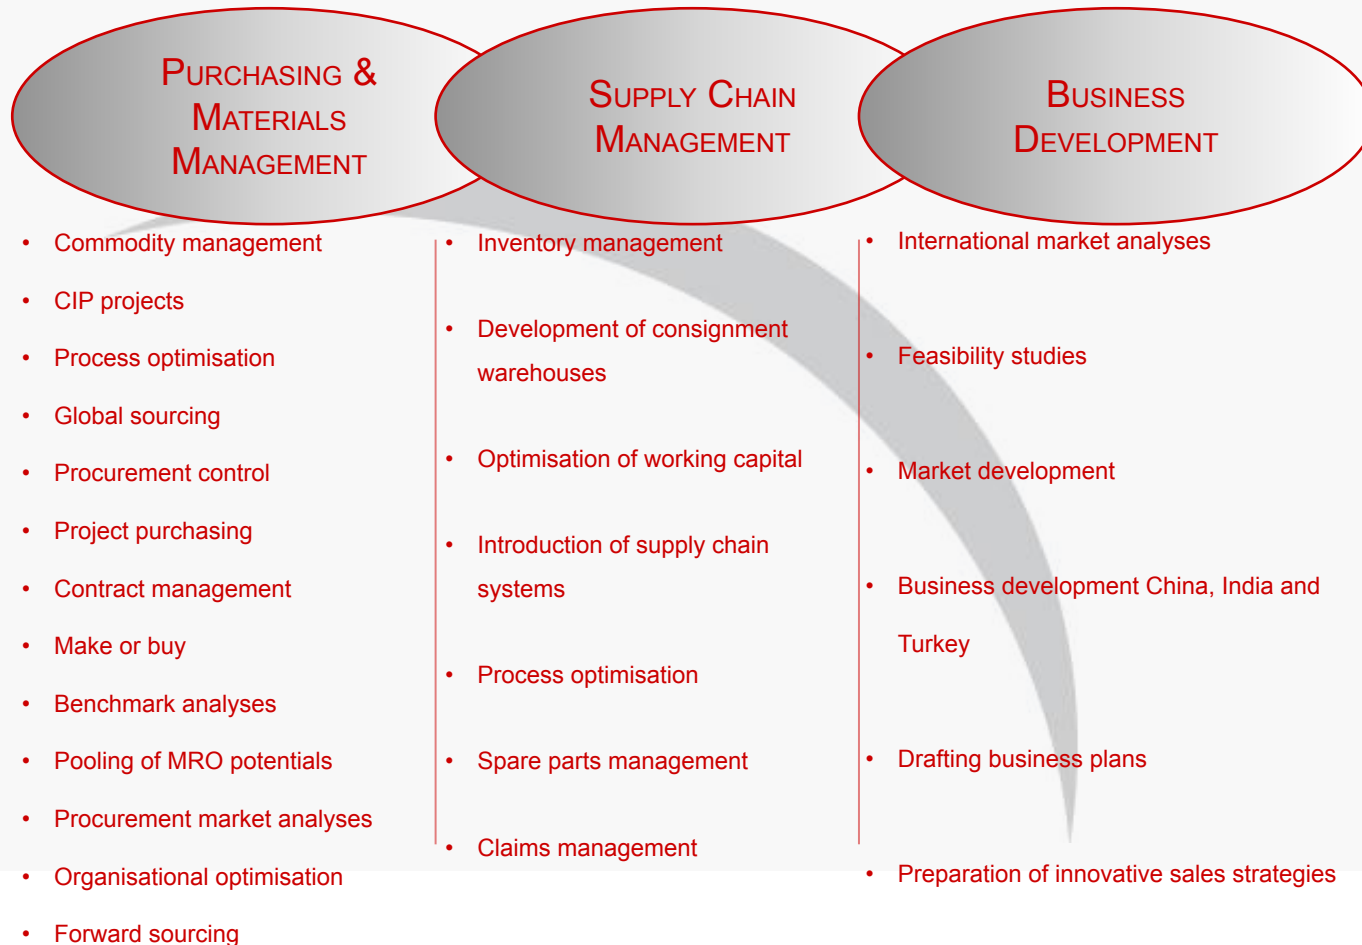 PURCHASING &
MATERIALS
MANAGEMENT
• Commodity management
• CIP projects
• Process optimisation
• Global sourcing
• Procurement control
• Project purchasing
• Contract management
• Make or buy
• Benchmark analyses
• Pooling of MRO potentials
• Procurement market analyses
• Organisational optimisation
• Forward sourcing
SUPPLY CHAIN
MANAGEMENT
• Inventory management
• Development of consignment
warehouses
• Optimisation of working capital
• Introduction of supply chain
systems
• Process optimisation
• Spare parts management
• Claims management
BUSINESS
DEVELOPMENT
• International market analyses
• Feasibility studies
• Market development
• Business development China, India and
Turkey
• Drafting business plans
• Preparation of innovative sales strategies